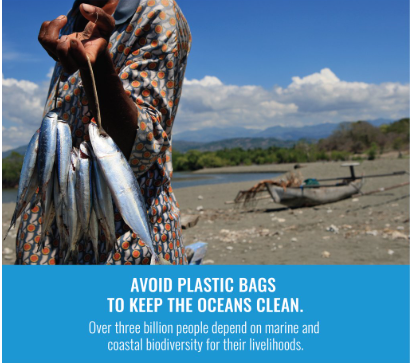 AVOID PLASTIC BAGS
TO KEEP THE OCEANS CLEAN.
Over three billion people depend on marine and
coastal biodiversity for their livelihoods.